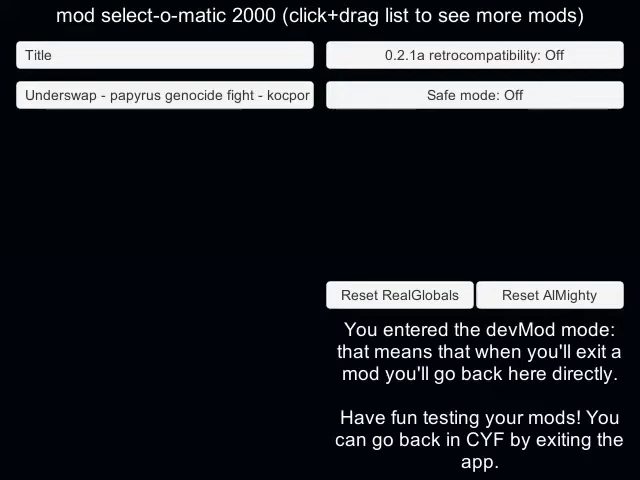 mod select-o-matic 2000 (click+drag list to see more mods)
Title
0.2.1a retrocompatibility: Off
Underswap - papyrus genocide fight - kocpor
Safe mode: Off
Reset RealGlobals
Reset AlMighty
You entered the devMod mode:
that means that when you'll exit a
mod you'll go back here directly.
Have fun testing your mods! You
can go back in CYF by exiting the
app.